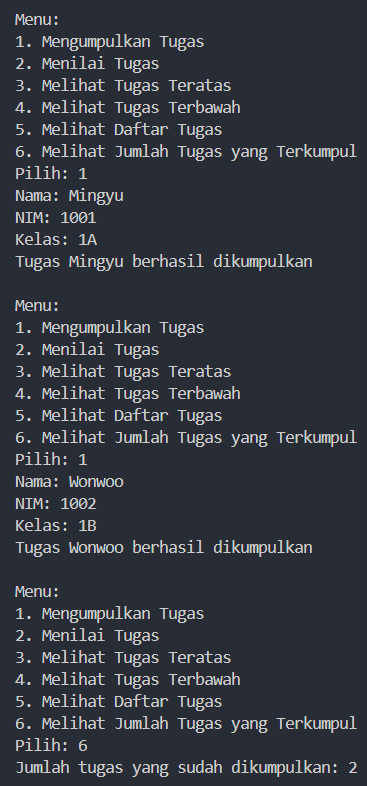 Menu:
1. Mengumpulkan Tugas
2. Menilai Tugas
3. Melihat Tugas Teratas
4. Melihat Tugas Terbawah
5. Melihat Daftar Tugas
6. Melihat Jumlah Tugas yang Terkumpul
Pilih: 1
Nama: Mingyu
NIM: 1001
Kelas: 1A
Tugas Mingyu berhasil dikumpulkan

Menu:
1. Mengumpulkan Tugas
2. Menilai Tugas
3. Melihat Tugas Teratas
4. Melihat Tugas Terbawah
5. Melihat Daftar Tugas
6. Melihat Jumlah Tugas yang Terkumpul
Pilih: 1
Nama: Wonwoo
NIM: 1002
Kelas: 1B
Tugas Wonwoo berhasil dikumpulkan

Menu:
1. Mengumpulkan Tugas
2. Menilai Tugas
3. Melihat Tugas Teratas
4. Melihat Tugas Terbawah
5. Melihat Daftar Tugas
6. Melihat Jumlah Tugas yang Terkumpul
Pilih: 6
Jumlah tugas yang sudah dikumpulkan: 2